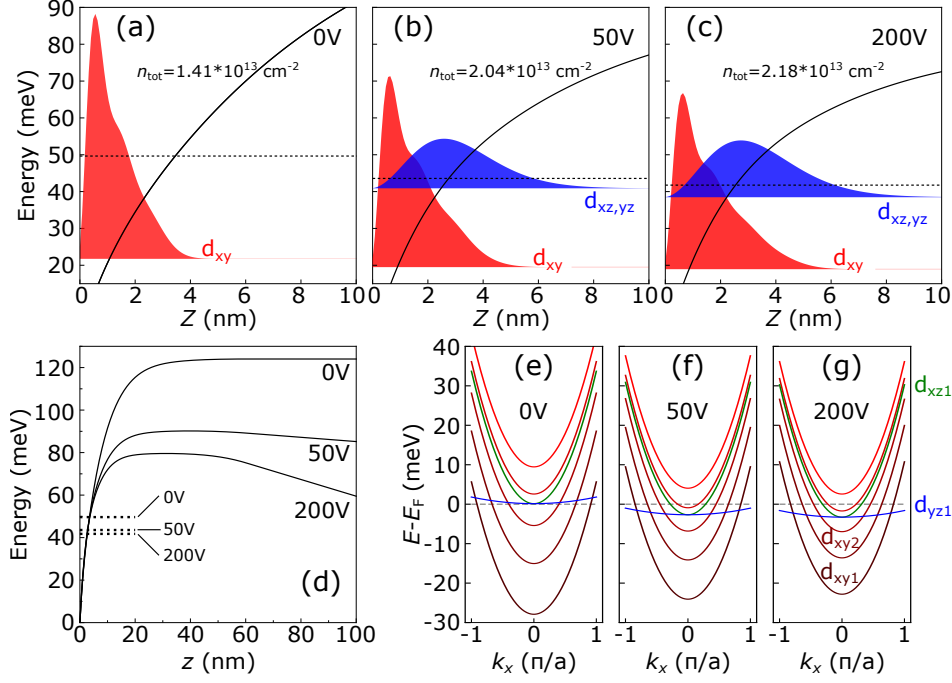 (a)
0V
n_tot=1.41*10^13 cm^-2
d_xy
Energy (meV)
90
80
70
60
50
40
30
20
0 2 4 6 8 10
Z (nm)
(b)
50V
n_tot=2.04*10^13 cm^-2
d_xz,yz
d_xy
0 2 4 6 8 10
Z (nm)
(c)
200V
n_tot=2.18*10^13 cm^-2
d_xz,yz
d_xy
0 2 4 6 8 10
Z (nm)
Energy (meV)
120
100
80
60
40
20
0
0V
50V
200V
0V
50V
200V
(d)
0 20 40 60 80 100
z (nm)
E-E_F (meV)
40
30
20
10
0
-10
-20
-30
(e)
0V
-1 0 1
k_x (π/a)
(f)
50V
-1 0 1
k_x (π/a)
(g)
200V
d_xz1
d_yz1
d_xy2
d_xy1
-1 0 1
k_x (π/a)